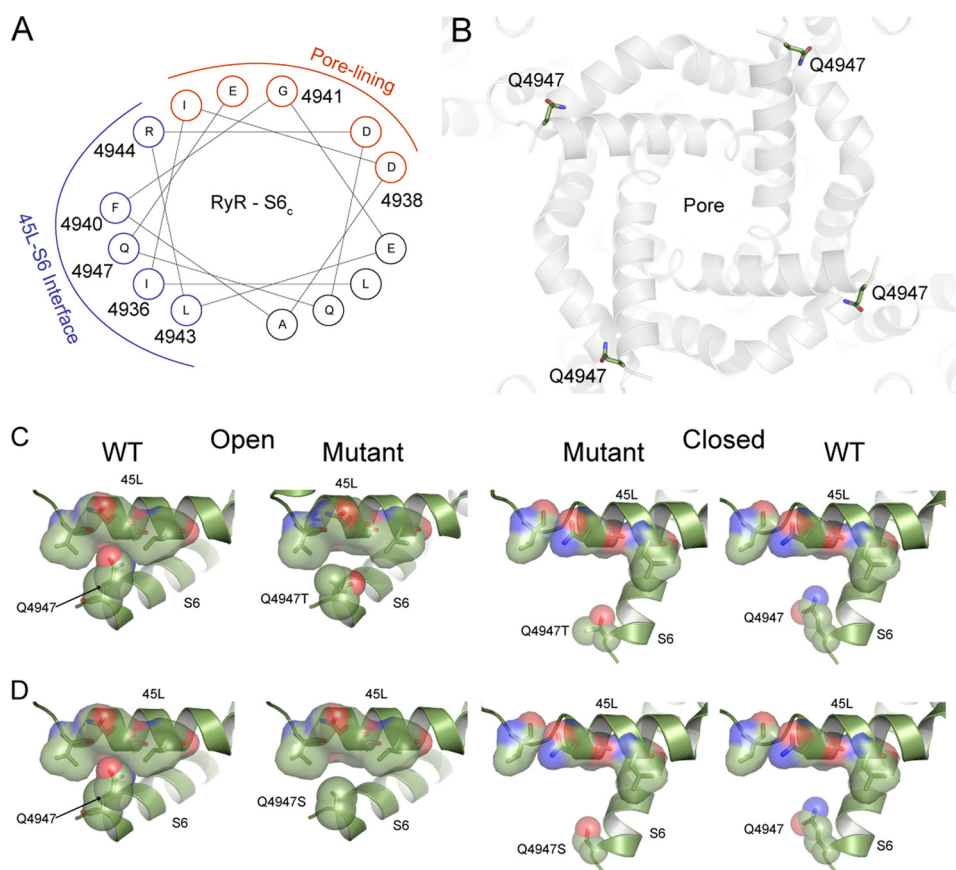 A
Pore-lining
I
E
G
4941
R
D
4944
D
F
RyR - S6c
4938
4940
Q
E
4947
I
L
4936
L
Q
4943
A
45L-S6 Interface
B
Q4947
Q4947
Pore
Q4947
Q4947
C
Open
Closed
WT
Mutant
Mutant
WT
45L
45L
45L
45L
Q4947
S6
Q4947T
S6
Q4947T
S6
Q4947
S6
D
45L
45L
45L
45L
Q4947
S6
Q4947S
S6
Q4947S
S6
Q4947
S6